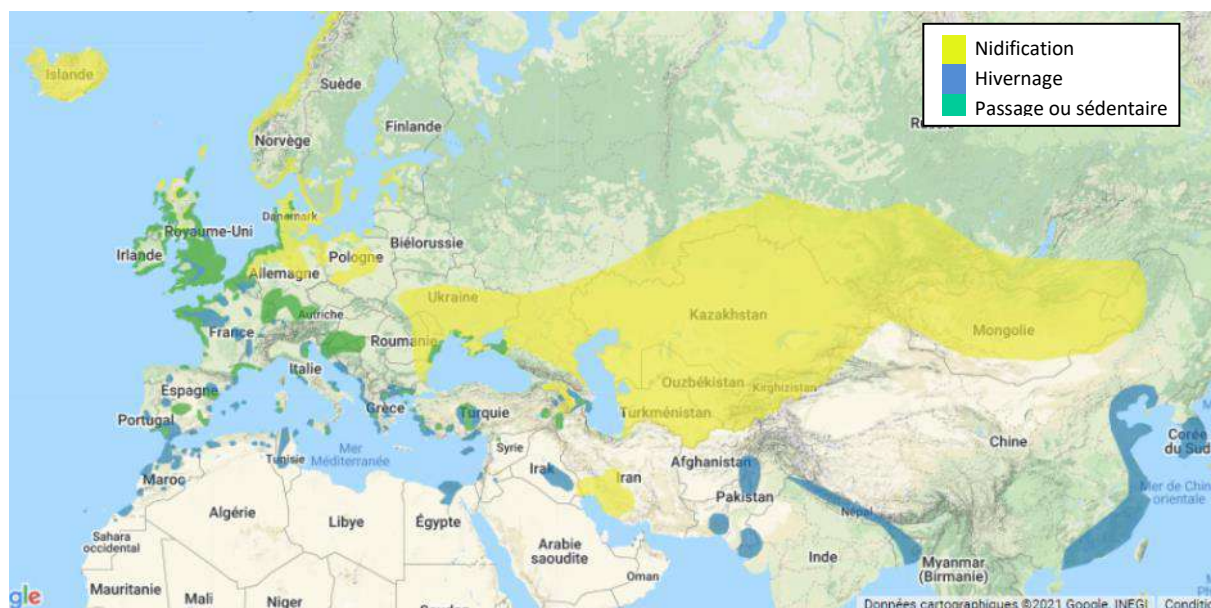 Nidification
Hivernage
Passage ou sédentaire
Islande
Suède
Finlande
Norvège
Danemark
Royaume-Uni
Irlande
Biélorussie
Pologne
Allemagne
Ukraine
Kazakhstan
Mongolie
Autriche
France
Roumanie
Italie
Ouzbékistan
Kirghizistan
Espagne
Portugal
Grèce
Turquie
Turkménistan
Chine
Corée
du Sud
Mer
Méditerranée
Tunisie
Syrie
Maroc
Irak
Iran
Afghanistan
Pakistan
Mer de Chin
orientale
Népal
Algérie
Libye
Égypte
Sahara
occidental
Arabie
saoudite
Oman
Inde
Myanmar
(Birmanie)
Mauritanie
Mali
Niger
gle
Données cartographiques ©2021 Google, INEGI
Conditi